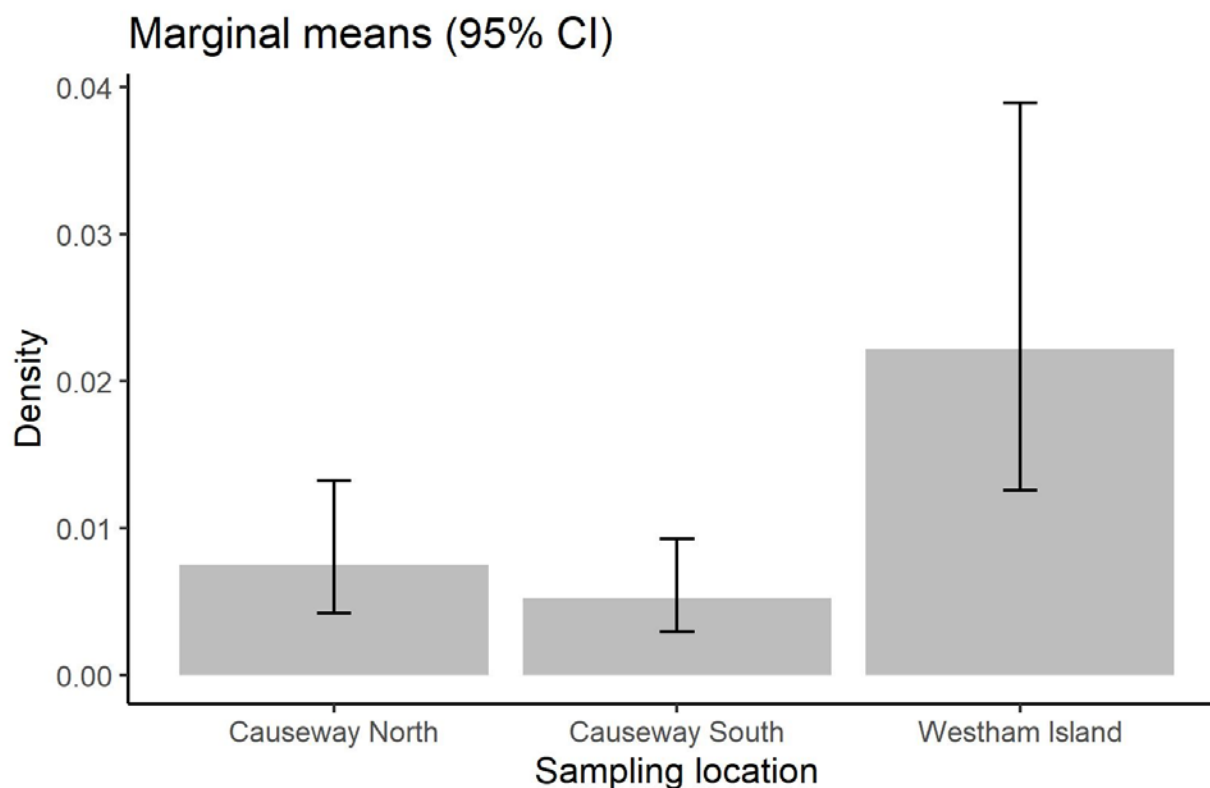 Marginal means (95% CI)
0.04
0.03
0.02
0.01
0.00
Density
Causeway North
Causeway South
Westham Island
Sampling location